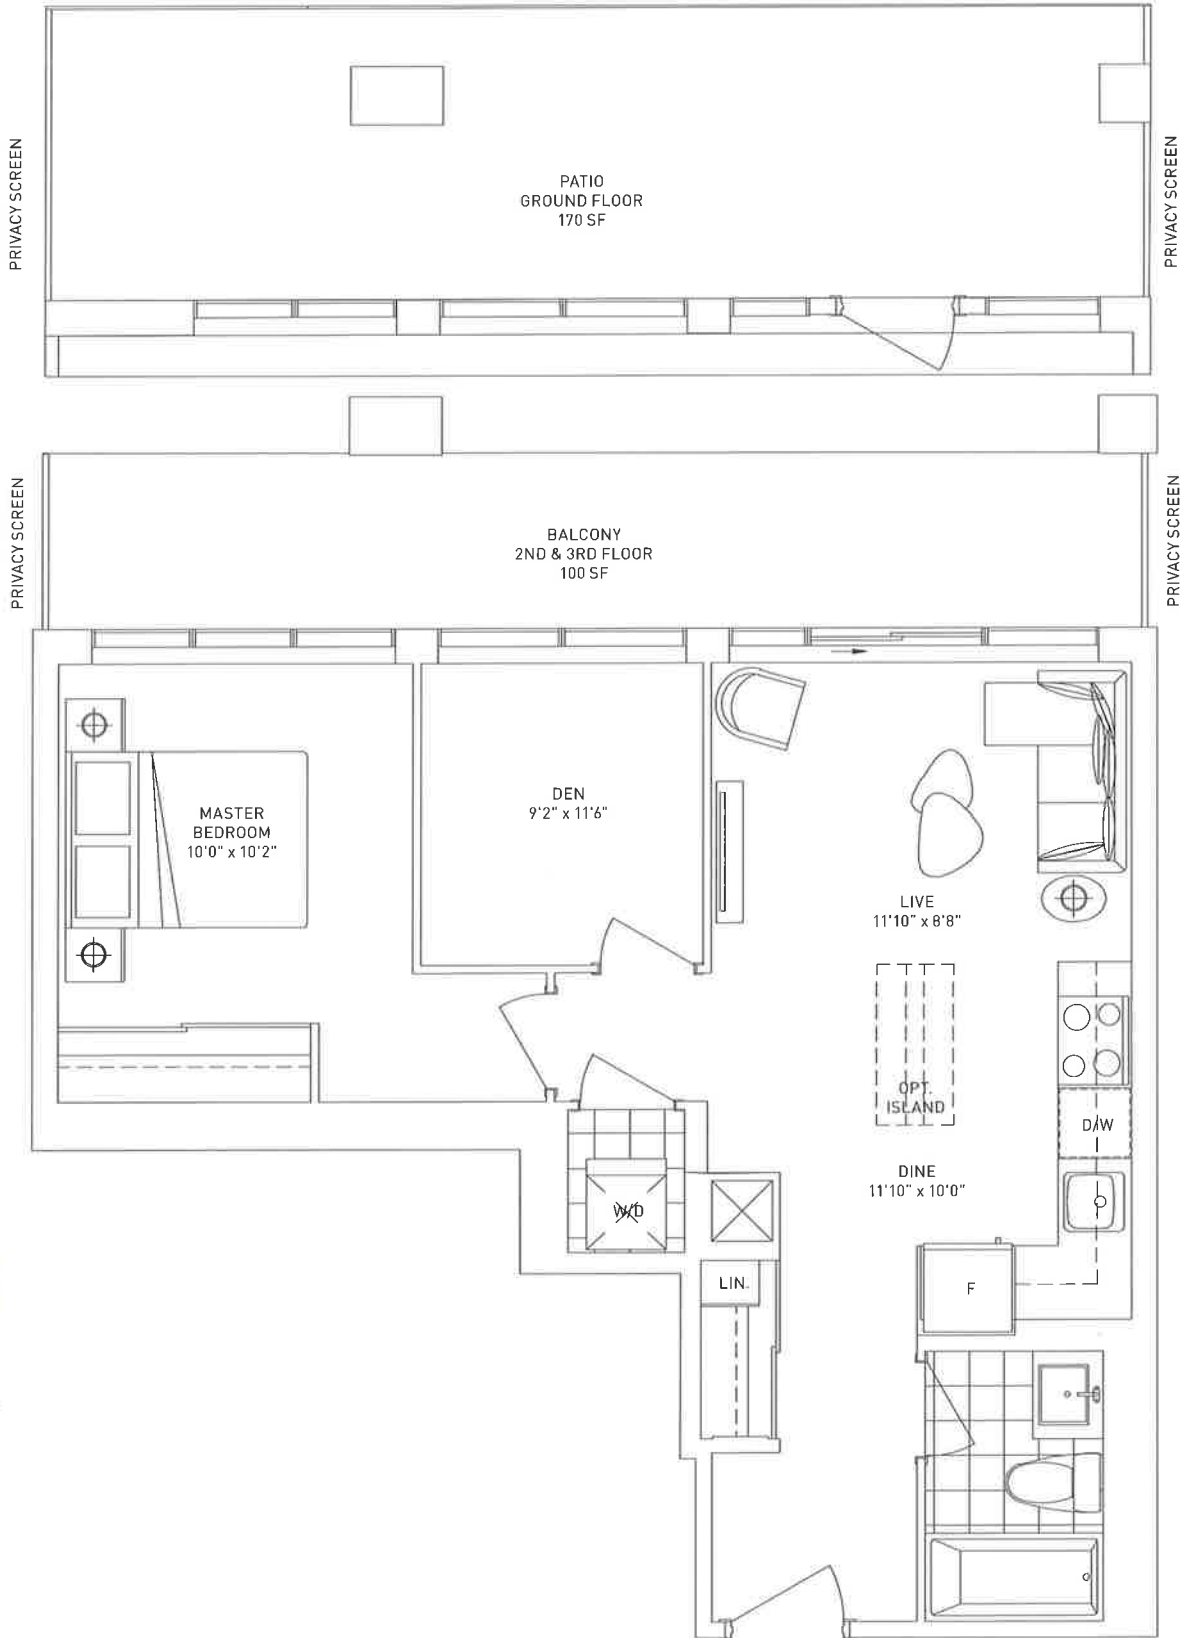 PRIVACY SCREEN
PRIVACY SCREEN
PATIO
GROUND FLOOR
170 SF
PRIVACY SCREEN
PRIVACY SCREEN
BALCONY
2ND & 3RD FLOOR
100 SF
MASTER
BEDROOM
10'0" x 10'2"
DEN
9'2" x 11'6"
LIVE
11'10" x 8'8"
OPT.
ISLAND
D/W
DINE
11'10" x 10'0"
W/D
LIN.
F